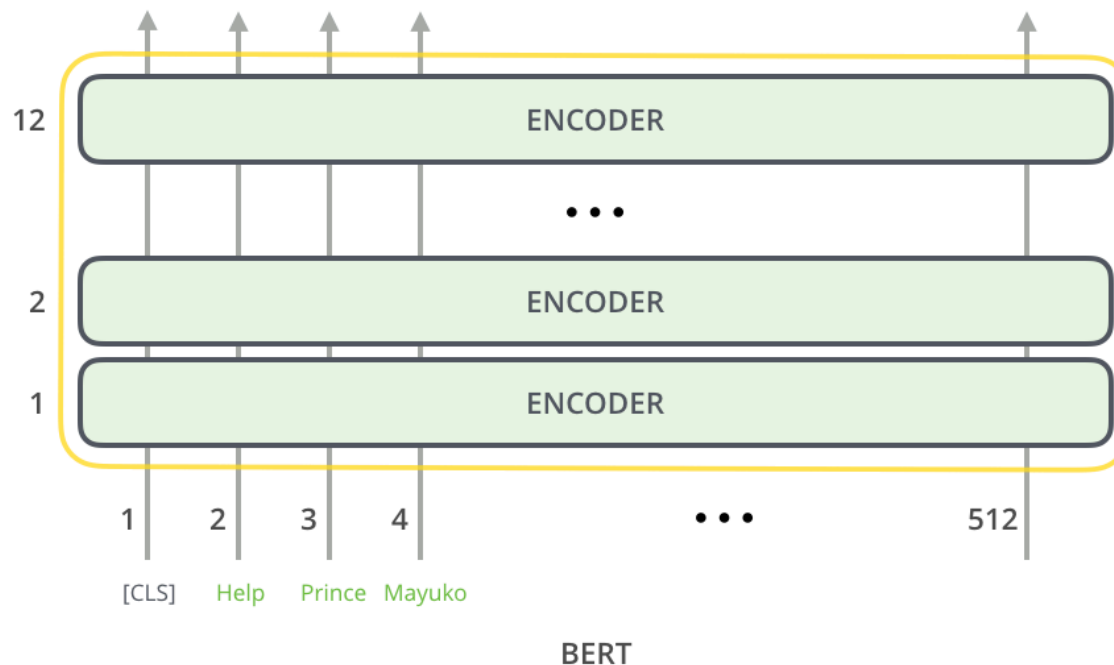 12 ENCODER
...
2 ENCODER
1 ENCODER
1 2 3 4 ... 512
[CLS] Help Prince Mayuko
BERT